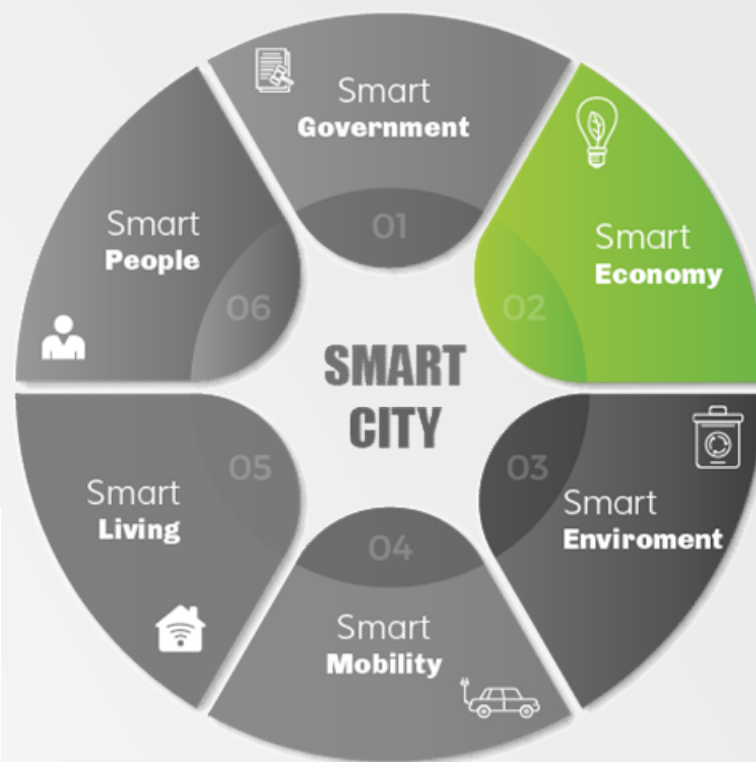 Smart
Government
01
Smart
Economy
02
Smart
Enviroment
03
Smart
Mobility
04
Smart
Living
05
Smart
People
06
SMART
CITY